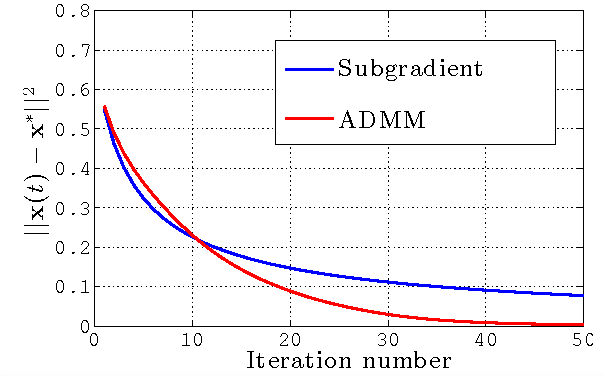 0.8
0.7
0.6
0.5
0.4
0.3
0.2
0.1
0
||x(t) − x*||²
Subgradient
ADMM
0 10 20 30 40 50
Iteration number